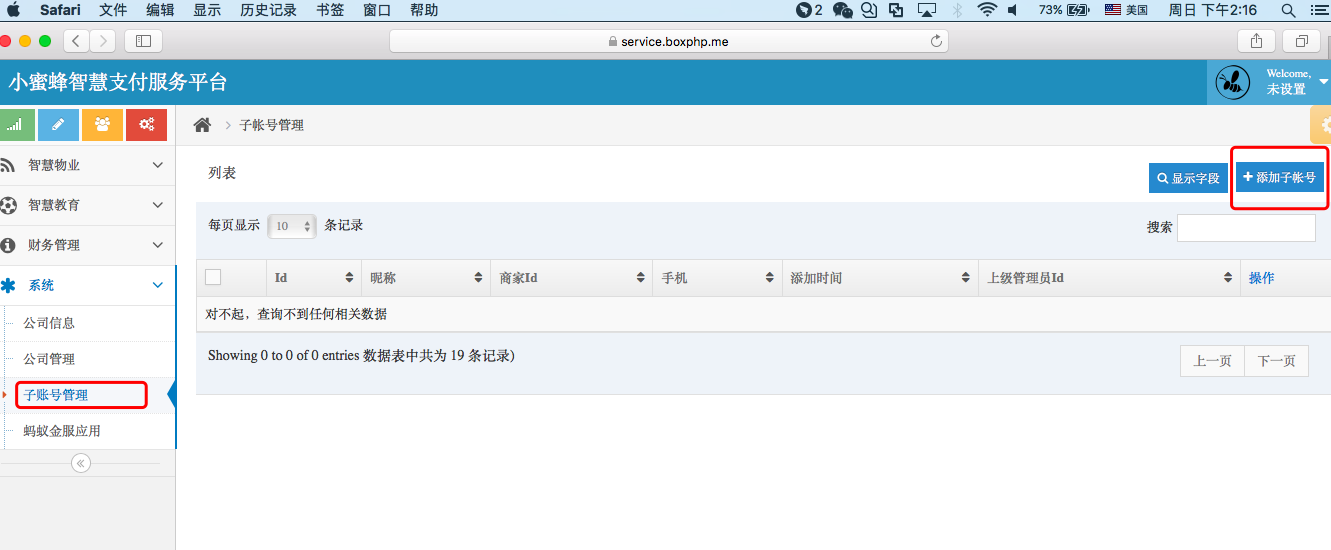 Safari 文件 编辑 显示 历史记录 书签 窗口 帮助 2 73% 美国 周日 下午2:16
service.boxphp.me
小蜜蜂智慧支付服务平台
Welcome,
未设置
子帐号管理
智慧物业
智慧教育
财务管理
系统
公司信息
公司管理
子账号管理
蚂蚁金服应用
列表
显示字段 添加子帐号
每页显示 10 条记录 搜索
Id 昵称 商家Id 手机 添加时间 上级管理员Id 操作
对不起，查询不到任何相关数据
Showing 0 to 0 of 0 entries 数据表中共为 19 条记录)
上一页 下一页